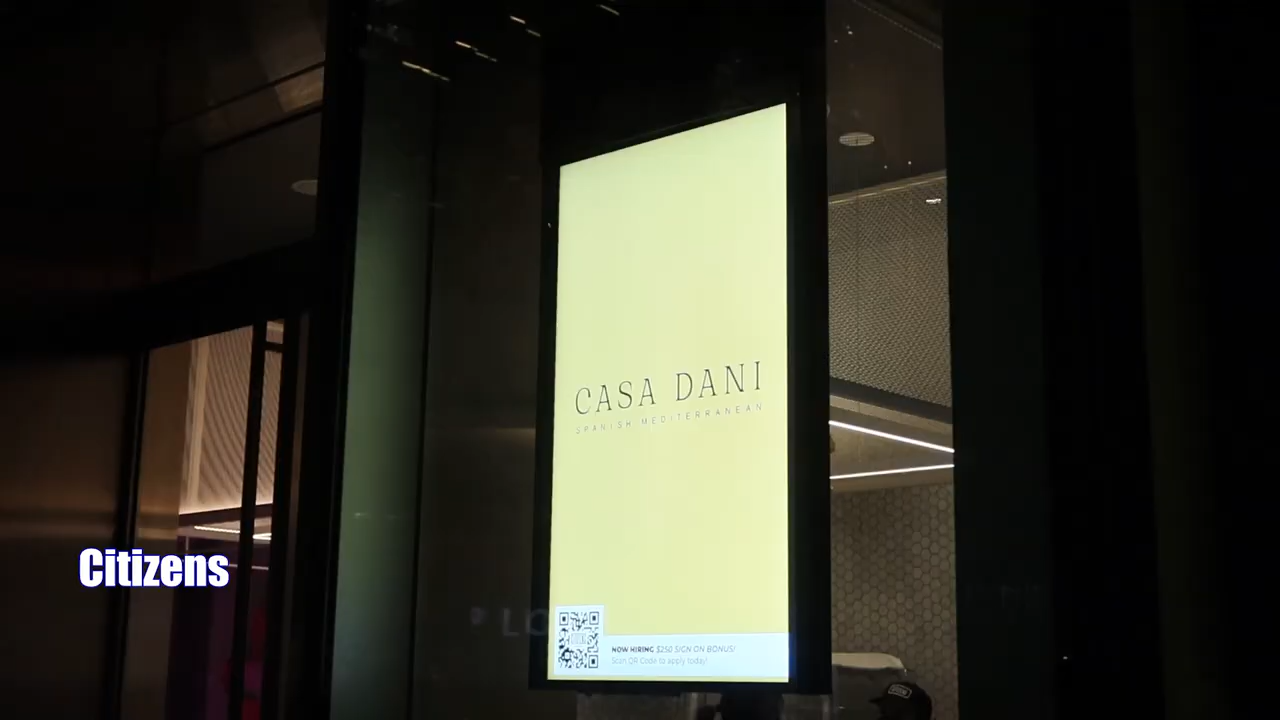 CASA DANI
SPANISH MEDITERRANEAN
Citizens
NOW HIRING $250 SIGN ON BONUS!
Scan QR Code to apply today!